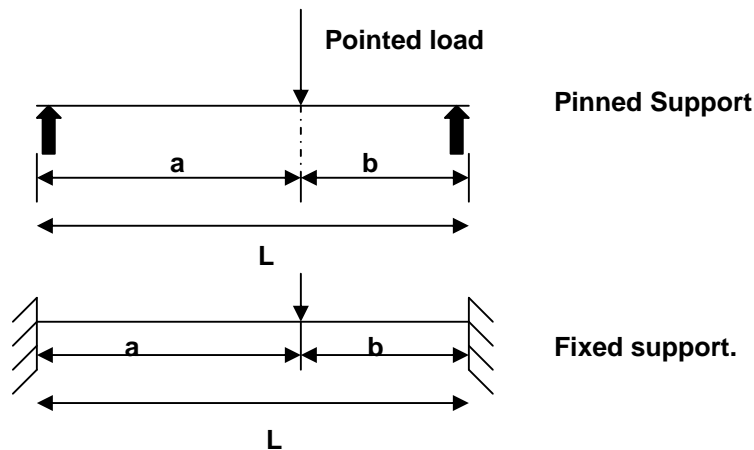 Pointed load
Pinned Support
a b
L
a b
Fixed support.
L